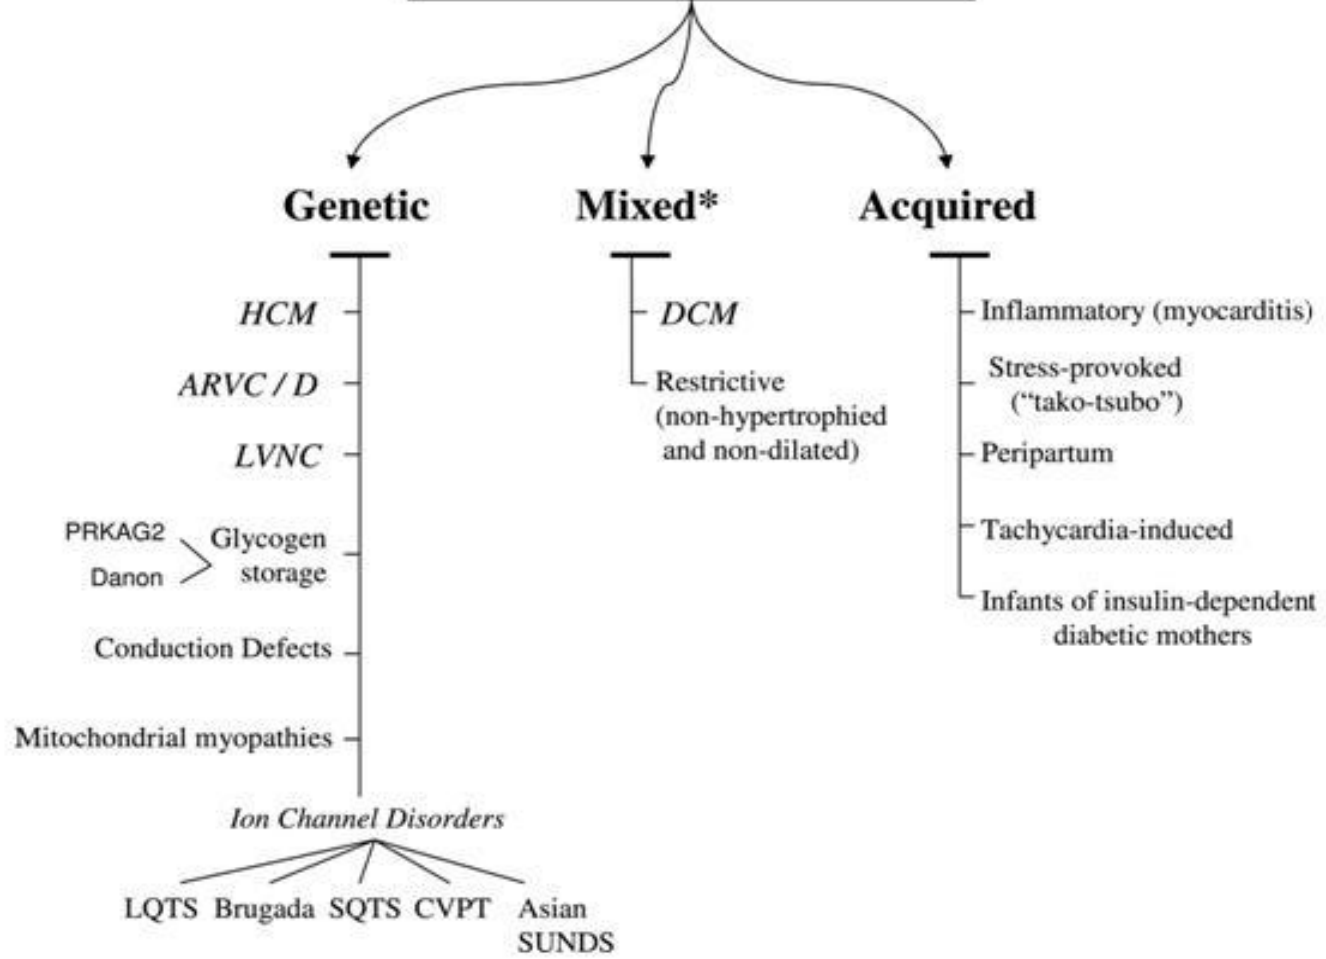 Genetic
Mixed*
Acquired
HCM
ARVC / D
LVNC
PRKAG2
Danon
Glycogen
storage
Conduction Defects
Mitochondrial myopathies
Ion Channel Disorders
LQTS
Brugada
SQTS
CVPT
Asian
SUNDS
DCM
Restrictive
(non-hypertrophied
and non-dilated)
Inflammatory (myocarditis)
Stress-provoked
(“tako-tsubo”)
Peripartum
Tachycardia-induced
Infants of insulin-dependent
diabetic mothers